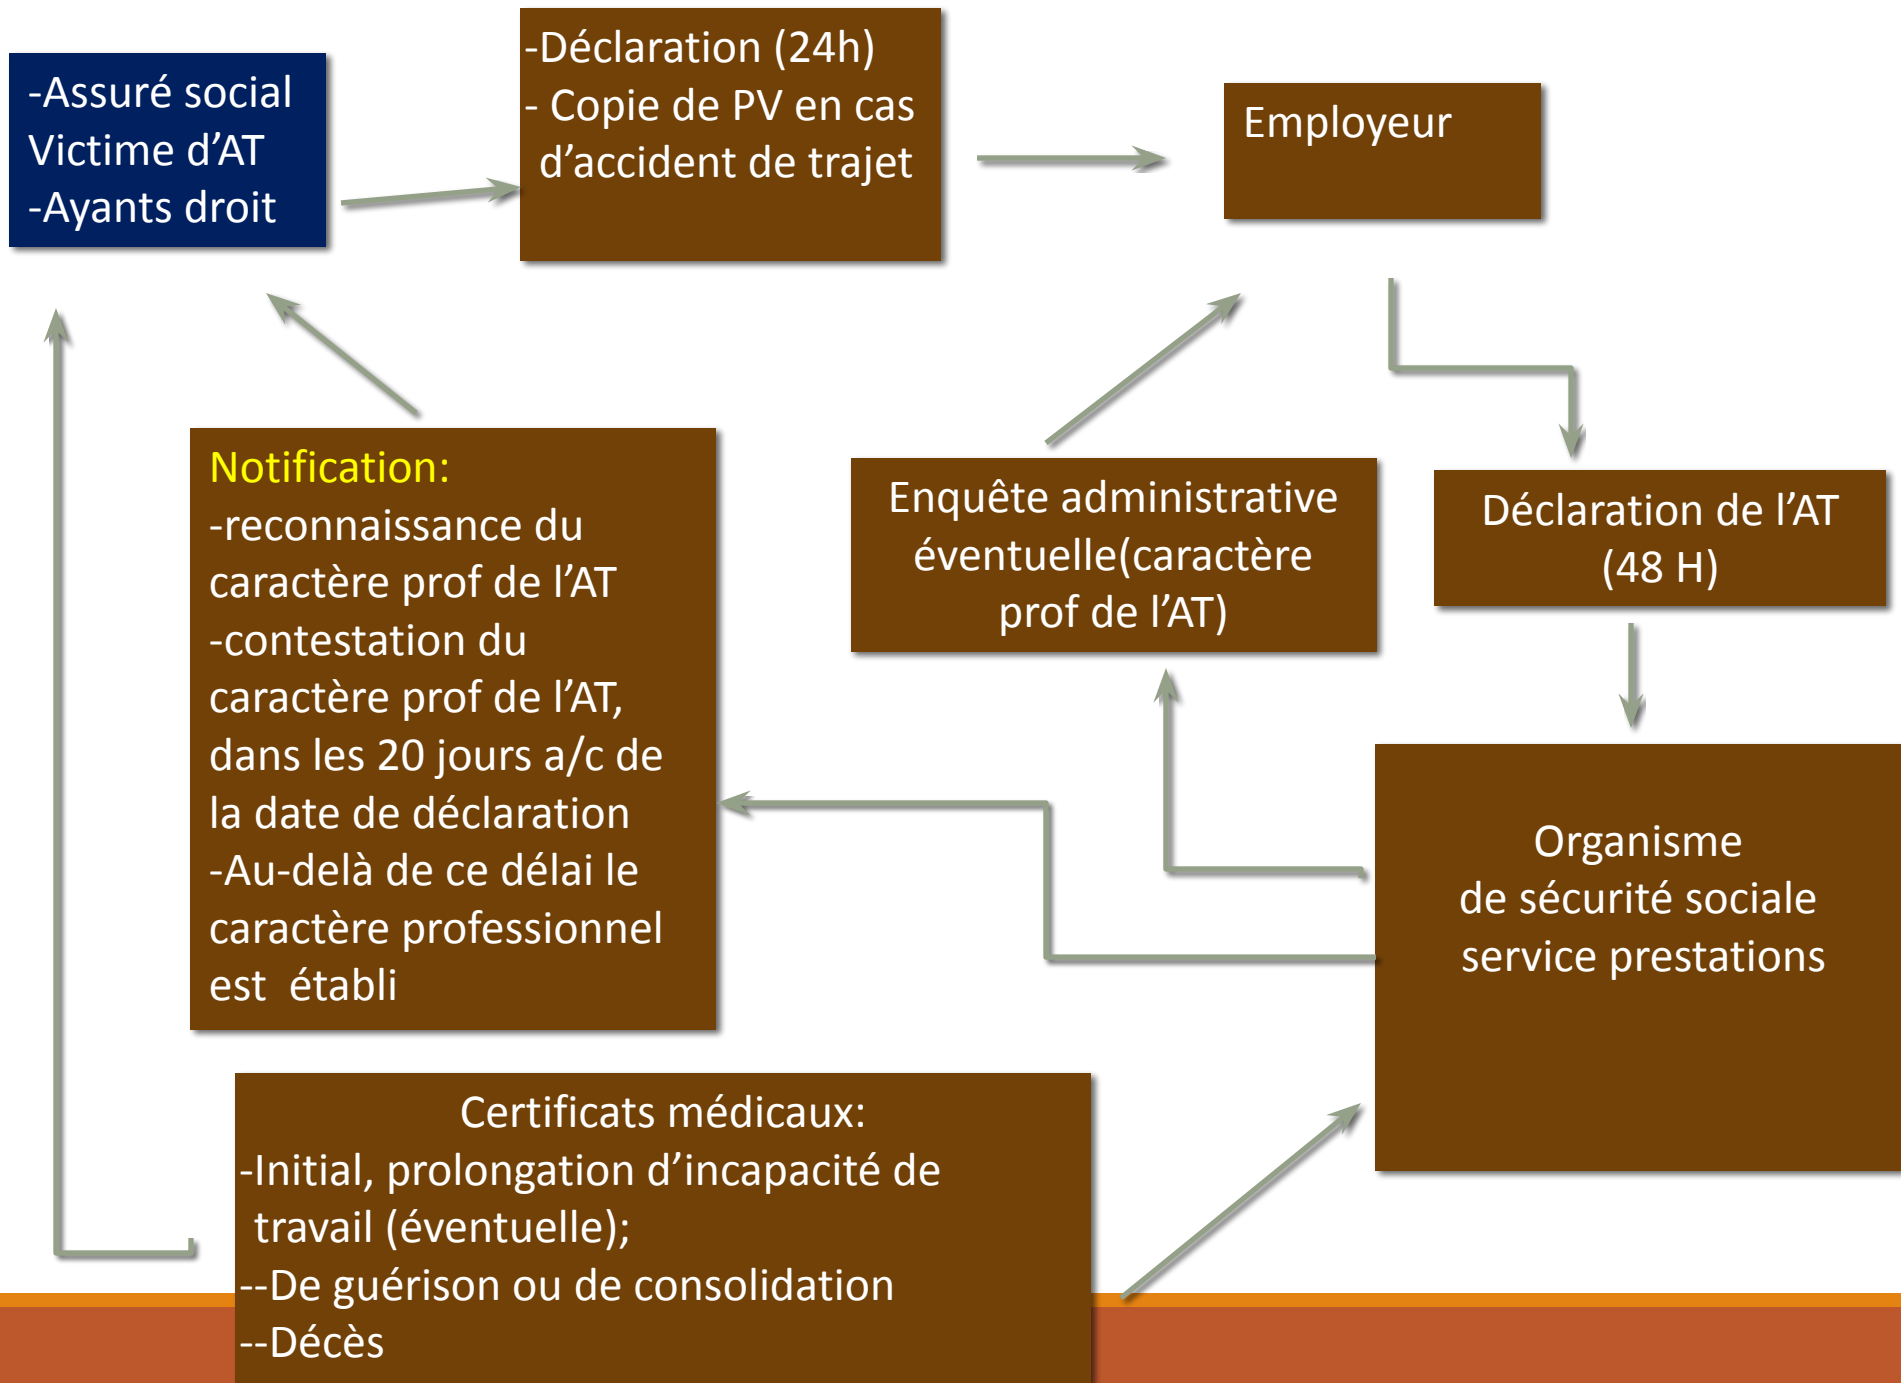 -Assuré social
Victime d’AT
-Ayants droit
-Déclaration (24h)
- Copie de PV en cas
d’accident de trajet
Employeur
Notification:
-reconnaissance du
caractère prof de l’AT
-contestation du
caractère prof de l’AT,
dans les 20 jours a/c de
la date de déclaration
-Au-delà de ce délai le
caractère professionnel
est établi
Enquête administrative
éventuelle(caractère
prof de l’AT)
Déclaration de l’AT
(48 H)
Organisme
de sécurité sociale
service prestations
Certificats médicaux:
-Initial, prolongation d’incapacité de
travail (éventuelle);
--De guérison ou de consolidation
--Décès